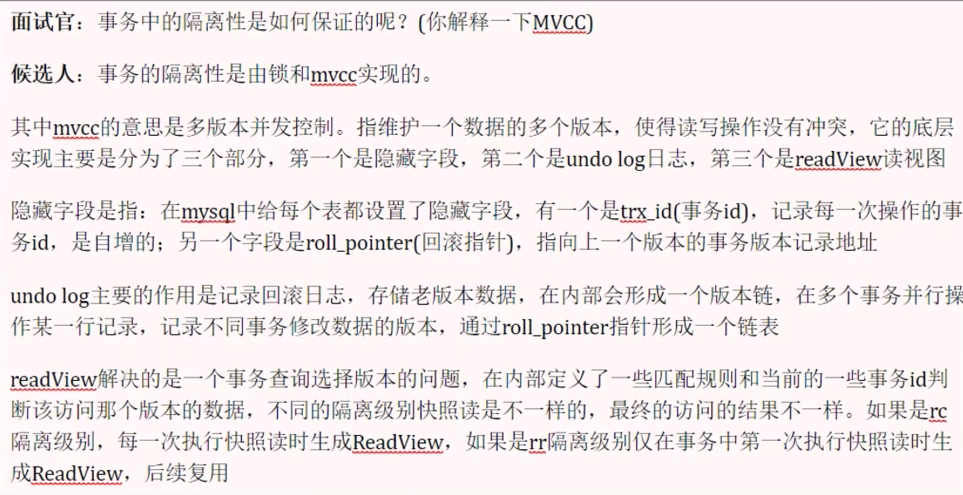 面试官：事务中的隔离性是如何保证的呢？(你解释一下MVCC)
候选人：事务的隔离性是由锁和mvcc实现的。
其中mvcc的意思是多版本并发控制。指维护一个数据的多个版本，使得读写操作没有冲突，它的底层
实现主要是分为了三个部分，第一个是隐藏字段，第二个是undo log日志，第三个是readView读视图
隐藏字段是指：在mysql中给每个表都设置了隐藏字段，有一个是trx_id(事务id)，记录每一次操作的事
务id，是自增的；另一个字段是roll_pointer(回滚指针)，指向上一个版本的事务版本记录地址
undo log主要的作用是记录回滚日志，存储老版本数据，在内部会形成一个版本链，在多个事务并行操
作某一行记录，记录不同事务修改数据的版本，通过roll_pointer指针形成一个链表
readView解决的是一个事务查询选择版本的问题，在内部定义了一些匹配规则和当前的一些事务id判
断该访问那个版本的数据，不同的隔离级别快照读是不一样的，最终的访问的结果不一样。如果是rc
隔离级别，每一次执行快照读时生成ReadView，如果是rr隔离级别仅在事务中第一次执行快照读时生
成ReadView，后续复用